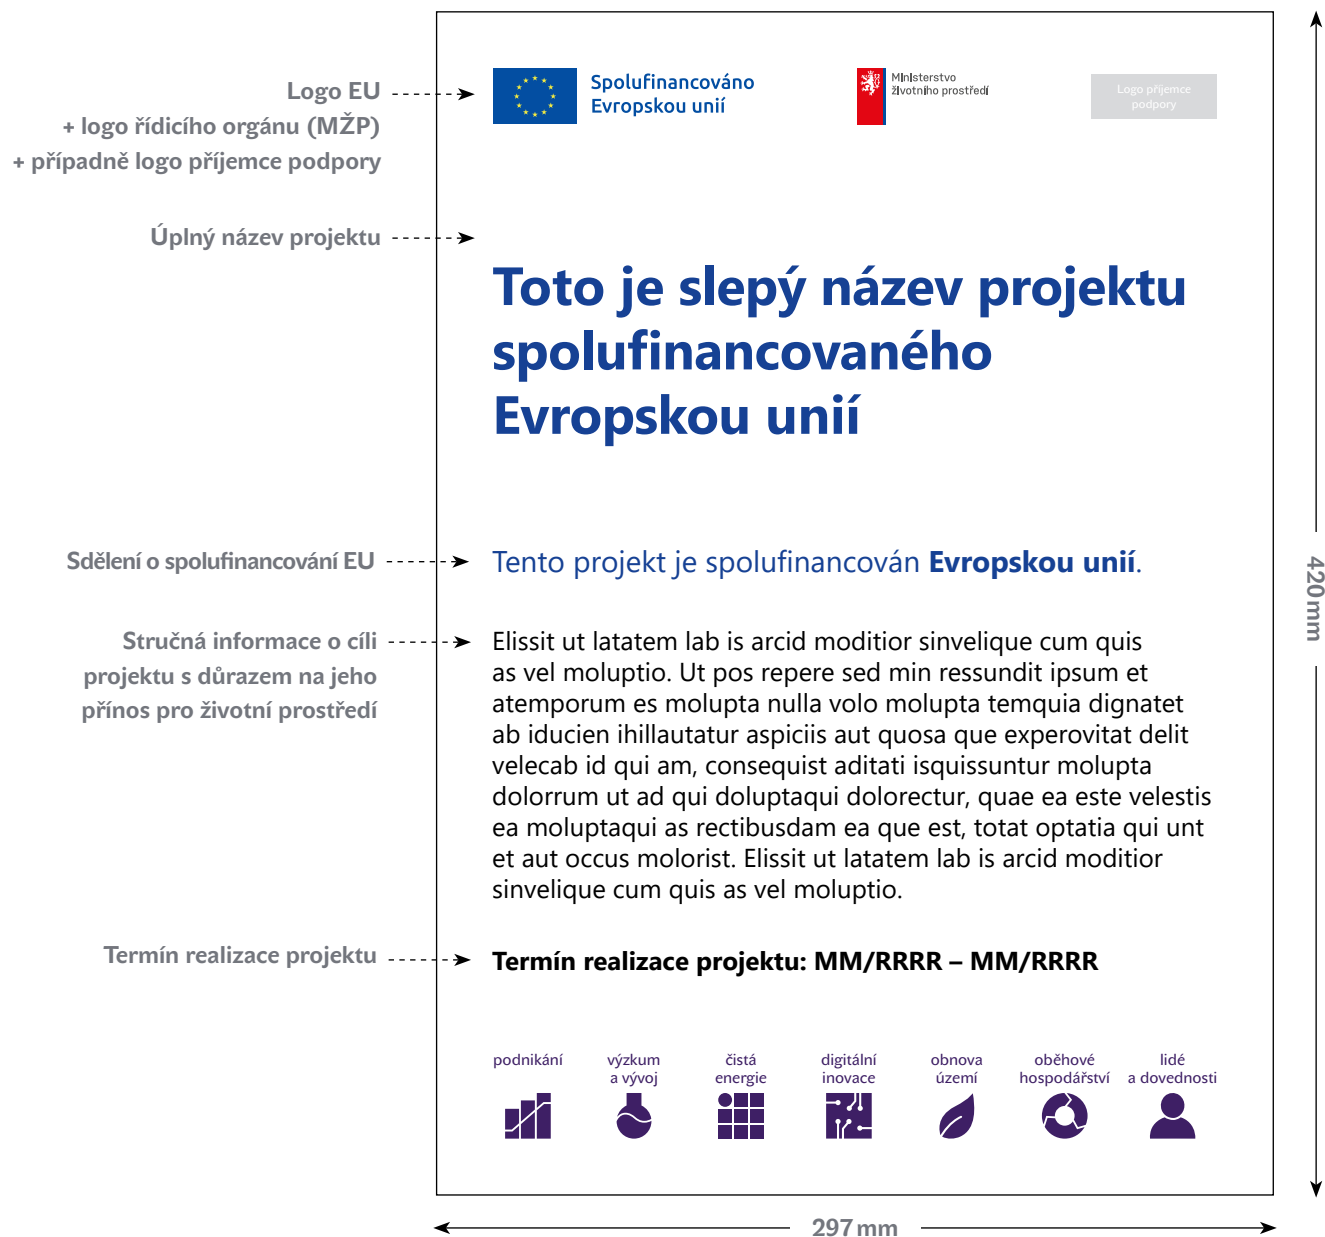 Logo EU
+ logo řídicího orgánu (MŽP)
+ případně logo příjemce podpory
Spolufinancováno
Evropskou unií
Ministerstvo
životního prostředí
Logo příjemce
podpory
Úplný název projektu
Toto je slepý název projektu
spolufinancovaného
Evropskou unií
Sdělení o spolufinancování EU
Tento projekt je spolufinancován Evropskou unií.
Stručná informace o cíli
projektu s důrazem na jeho
přínos pro životní prostředí
Elissit ut latatem lab is arcid moditior sinvelique cum quis
as vel moluptio. Ut pos repere sed min ressundit ipsum et
atemporum es molupta nulla volo molupta temquia dignatet
ab iducien ihillautatur aspiciis aut quosa que experovitat delit
velecab id qui am, consequist aditati isquissuntur molupta
dolorrum ut ad qui doluptaqui dolorectur, quae ea este velestis
ea moluptaqui as rectibusdam ea que est, totat optatia qui unt
et aut occus molorist. Elissit ut latatem lab is arcid moditior
sinvelique cum quis as vel moluptio.
Termín realizace projektu
Termín realizace projektu: MM/RRRR – MM/RRRR
podnikání
výzkum
a vývoj
čistá
energie
digitální
inovace
obnova
území
oběhové
hospodářství
lidé
a dovednosti
420 mm
297 mm